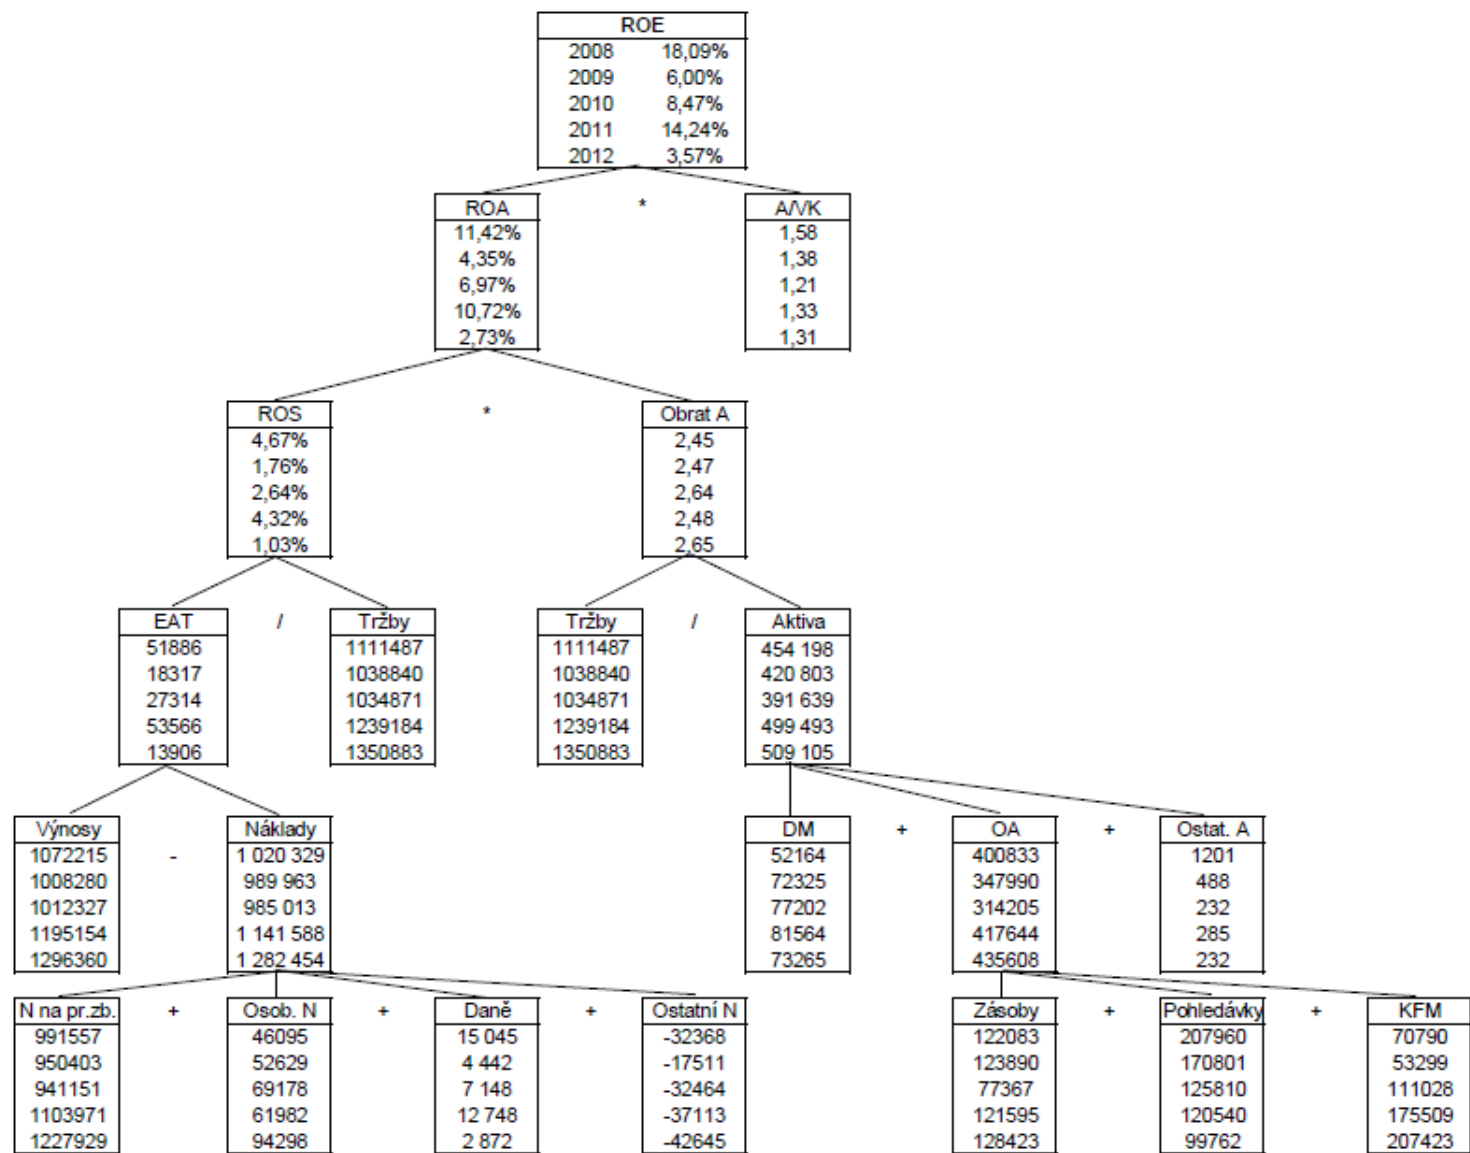 ROE
2008 18,09%
2009 6,00%
2010 8,47%
2011 14,24%
2012 3,57%
ROA * A/VK
11,42% 1,58
4,35% 1,38
6,97% 1,21
10,72% 1,33
2,73% 1,31
ROS * Obrat A
4,67% 2,45
1,76% 2,47
2,64% 2,64
4,32% 2,48
1,03% 2,65
EAT / Tržby Tržby / Aktiva
51886 1111487 1111487 454 198
18317 1038840 1038840 420 803
27314 1034871 1034871 391 639
53566 1239184 1239184 499 493
13906 1350883 1350883 509 105
Výnosy - Náklady DM + OA + Ostat. A
1072215 1 020 329 52164 400833 1201
1008280 989 963 72325 347990 488
1012327 985 013 77202 314205 232
1195154 1 141 588 81564 417644 285
1296360 1 282 454 73265 435608 232
N na pr.zb. + Osob. N + Daně + Ostatní N Zásoby + Pohledávky + KFM
991557 46095 15 045 -32368 122083 207960 70790
950403 52629 4 442 -17511 123890 170801 53299
941151 69178 7 148 -32464 77367 125810 111028
1103971 61982 12 748 -37113 121595 120540 175509
1227929 94298 2 872 -42645 128423 99762 207423